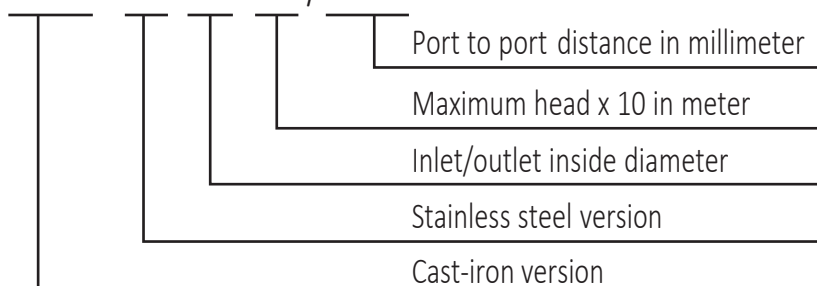 Port to port distance in millimeter
Maximum head x 10 in meter
Inlet/outlet inside diameter
Stainless steel version
Cast-iron version